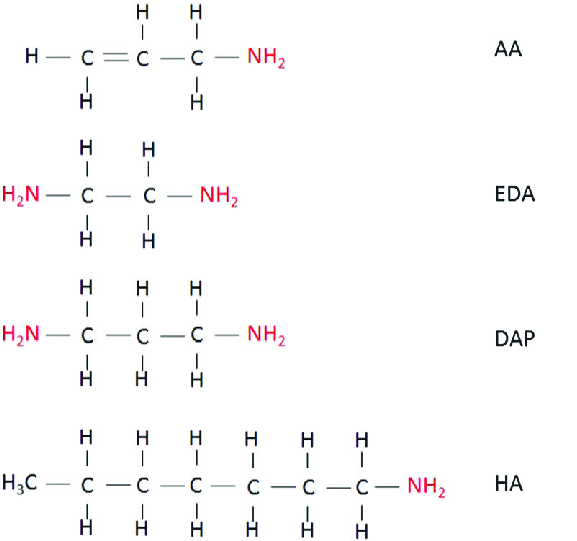 H H
H — C = C — C — NH₂ AA
H H
H H
H₂N — C — C — NH₂ EDA
H H
H H H
H₂N — C — C — C — NH₂ DAP
H H H
H H H H H H
H₃C — C — C — C — C — C — C — NH₂ HA
H H H H H H